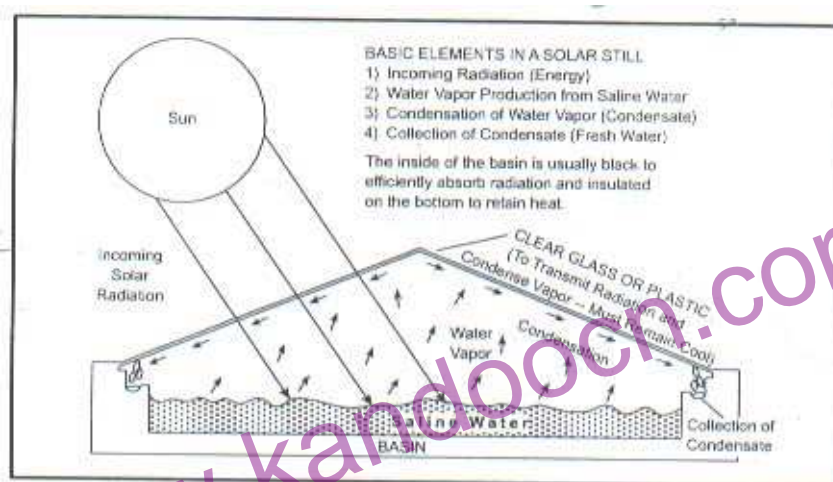 BASIC ELEMENTS IN A SOLAR STILL
1) Incoming Radiation (Energy)
2) Water Vapor Production from Saline Water
3) Condensation of Water Vapor (Condensate)
4) Collection of Condensate (Fresh Water)
The inside of the basin is usually black to
efficiently absorb radiation and insulated
on the bottom to retain heat.
Sun
Incoming
Solar
Radiation
CLEAR GLASS OR PLASTIC
(To Transmit Radiation and
Condense Vapor -- Must Remain Cool)
Water
Vapor
Condensation
Saline Water
BASIN
Collection of
Condensate
kandoocn.com